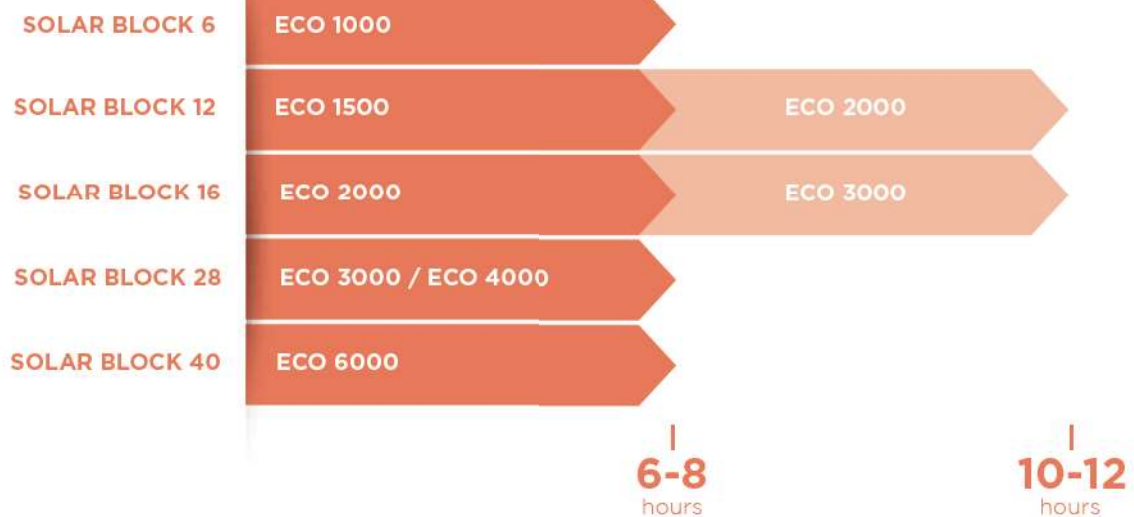 SOLAR BLOCK 6 ECO 1000
SOLAR BLOCK 12 ECO 1500 ECO 2000
SOLAR BLOCK 16 ECO 2000 ECO 3000
SOLAR BLOCK 28 ECO 3000 / ECO 4000
SOLAR BLOCK 40 ECO 6000
6-8 10-12
hours hours